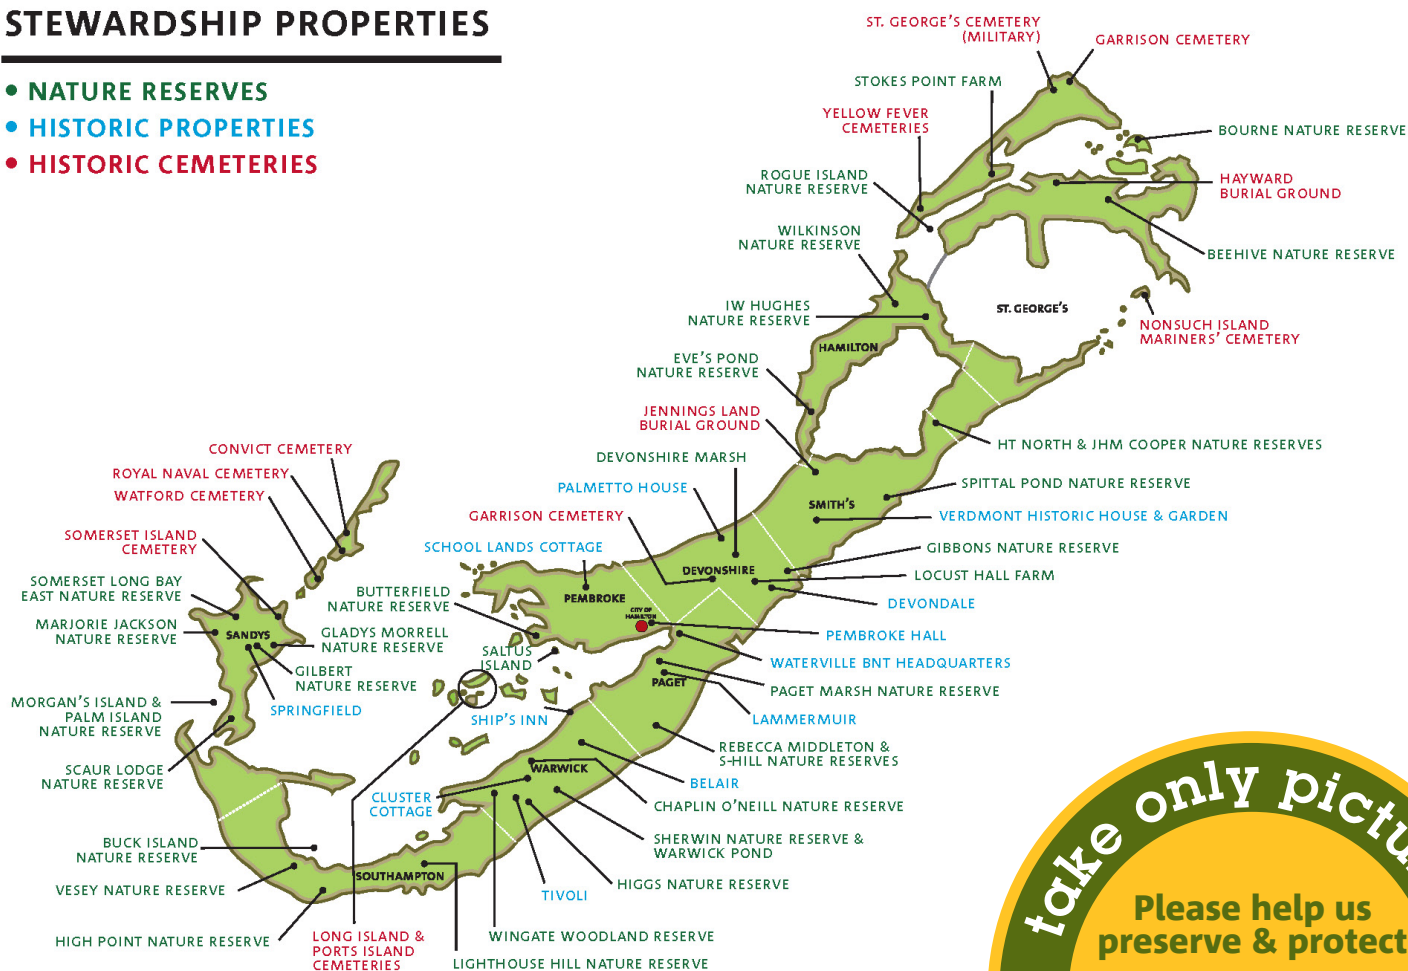 STEWARDSHIP PROPERTIES
• NATURE RESERVES
• HISTORIC PROPERTIES
• HISTORIC CEMETERIES
ST. GEORGE'S CEMETERY
(MILITARY)
GARRISON CEMETERY
STOKES POINT FARM
YELLOW FEVER
CEMETERIES
BOURNE NATURE RESERVE
ROGUE ISLAND
NATURE RESERVE
HAYWARD
BURIAL GROUND
WILKINSON
NATURE RESERVE
BEEHIVE NATURE RESERVE
IW HUGHES
NATURE RESERVE
ST. GEORGE'S
NONSUCH ISLAND
MARINERS' CEMETERY
HAMILTON
EVE'S POND
NATURE RESERVE
JENNINGS LAND
BURIAL GROUND
HT NORTH & JHM COOPER NATURE RESERVES
DEVONSHIRE MARSH
SPITTAL POND NATURE RESERVE
PALMETTO HOUSE
SMITH'S
VERDMONT HISTORIC HOUSE & GARDEN
GARRISON CEMETERY
SCHOOL LANDS COTTAGE
GIBBONS NATURE RESERVE
DEVONSHIRE
LOCUST HALL FARM
DEVONDALE
CONVICT CEMETERY
ROYAL NAVAL CEMETERY
WATFORD CEMETERY
SOMERSET ISLAND
CEMETERY
SOMERSET LONG BAY
EAST NATURE RESERVE
BUTTERFIELD
NATURE RESERVE
PEMBROKE
CITY OF
HAMILTON
PEMBROKE HALL
MARJORIE JACKSON
NATURE RESERVE
SANDYS
GLADYS MORRELL
NATURE RESERVE
SALTUS
ISLAND
WATERVILLE BNT HEADQUARTERS
GILBERT
NATURE RESERVE
PAGET
PAGET MARSH NATURE RESERVE
MORGAN'S ISLAND &
PALM ISLAND
NATURE RESERVE
SPRINGFIELD
SHIP'S INN
LAMMERMUIR
REBECCA MIDDLETON &
S-HILL NATURE RESERVES
SCAUR LODGE
NATURE RESERVE
WARWICK
BELAIR
CLUSTER
COTTAGE
CHAPLIN O'NEILL NATURE RESERVE
BUCK ISLAND
NATURE RESERVE
SHERWIN NATURE RESERVE &
WARWICK POND
SOUTHAMPTON
VESEY NATURE RESERVE
HIGGS NATURE RESERVE
TIVOLI
HIGH POINT NATURE RESERVE
LONG ISLAND &
PORTS ISLAND
CEMETERIES
WINGATE WOODLAND RESERVE
LIGHTHOUSE HILL NATURE RESERVE
take only
Please help us
preserve & protect